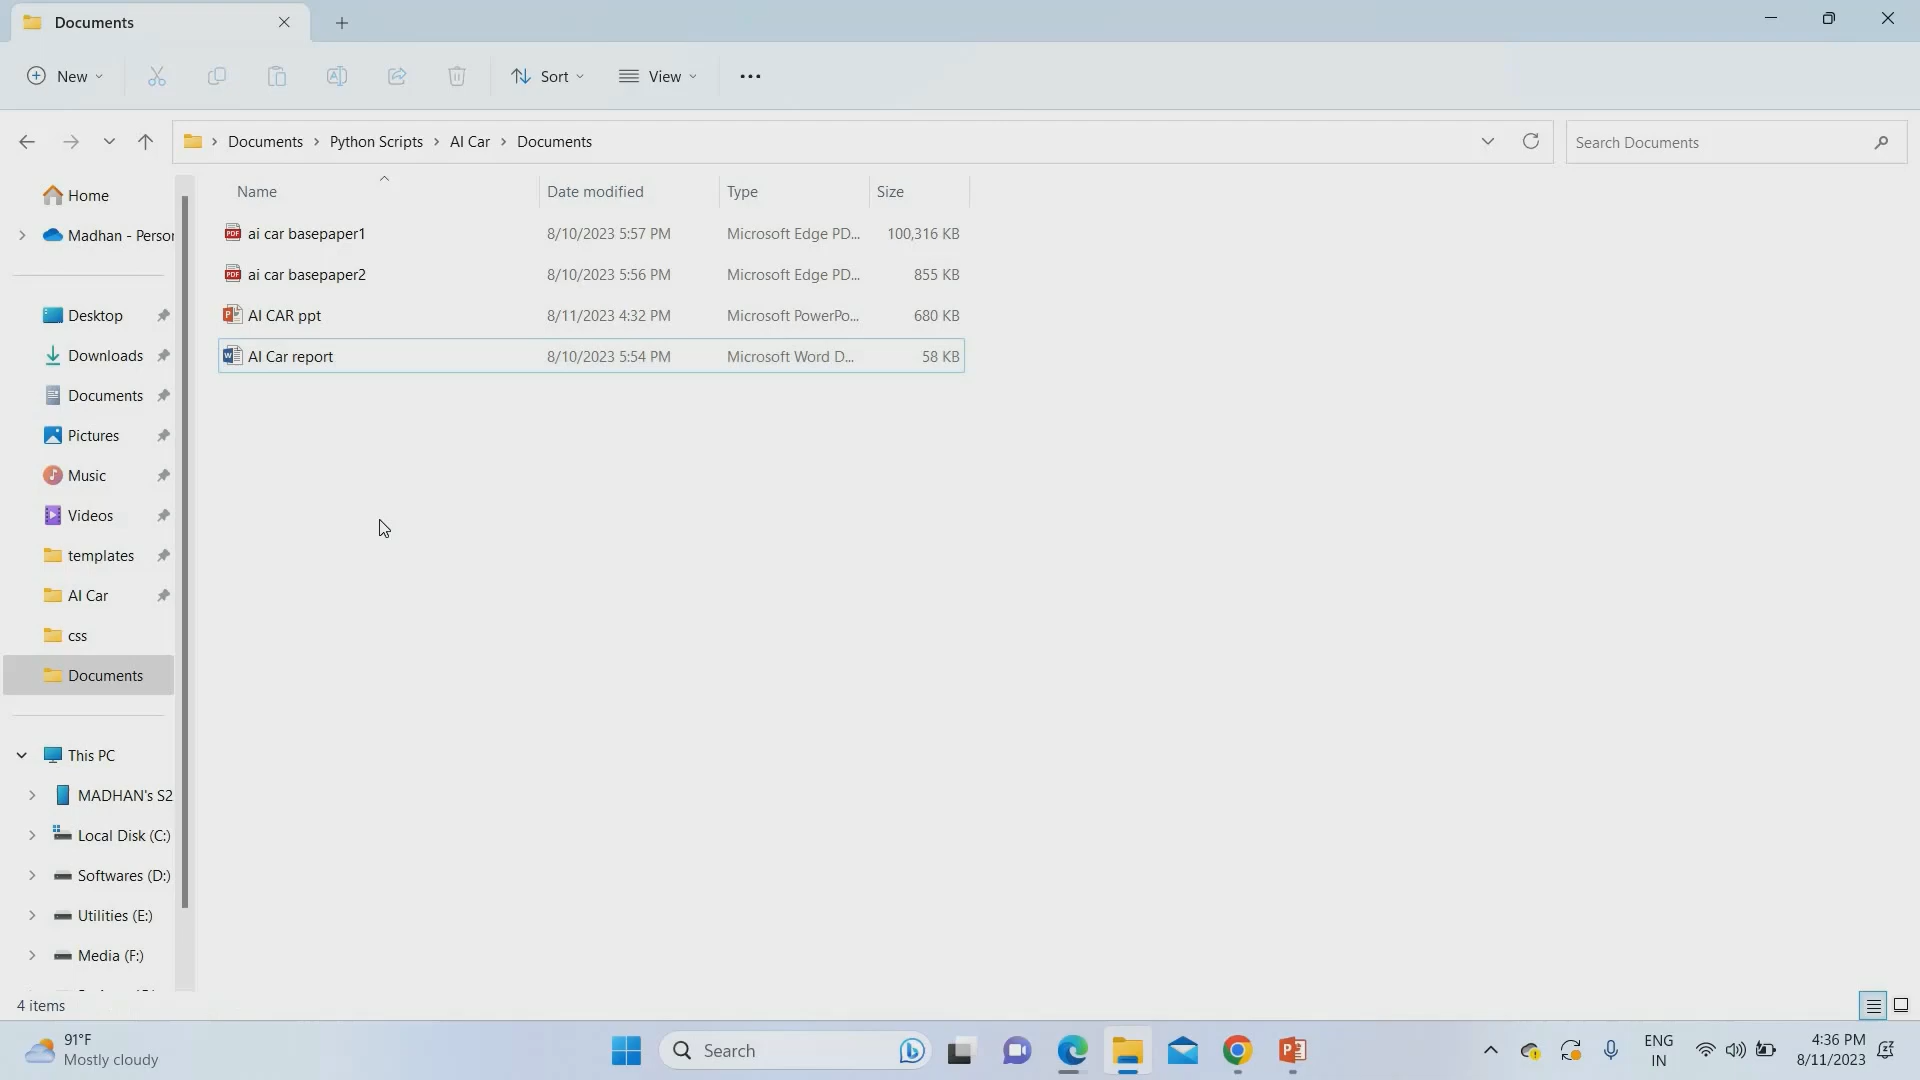 Documents
New
Sort
View
Documents
Python Scripts
AI Car
Documents
Search Documents
Home
Madhan - Person
Desktop
Downloads
Documents
Pictures
Music
Videos
templates
AI Car
css
Documents
This PC
MADHAN's S2
Local Disk (C:)
Softwares (D:)
Utilities (E:)
Media (F:)
Name Date modified Type Size
ai car basepaper1 8/10/2023 5:57 PM Microsoft Edge PD... 100,316 KB
ai car basepaper2 8/10/2023 5:56 PM Microsoft Edge PD... 855 KB
AI CAR ppt 8/11/2023 4:32 PM Microsoft PowerPo... 680 KB
AI Car report 8/10/2023 5:54 PM Microsoft Word D... 58 KB
4 items
91°F
Mostly cloudy
Search
ENG
IN
4:36 PM
8/11/2023